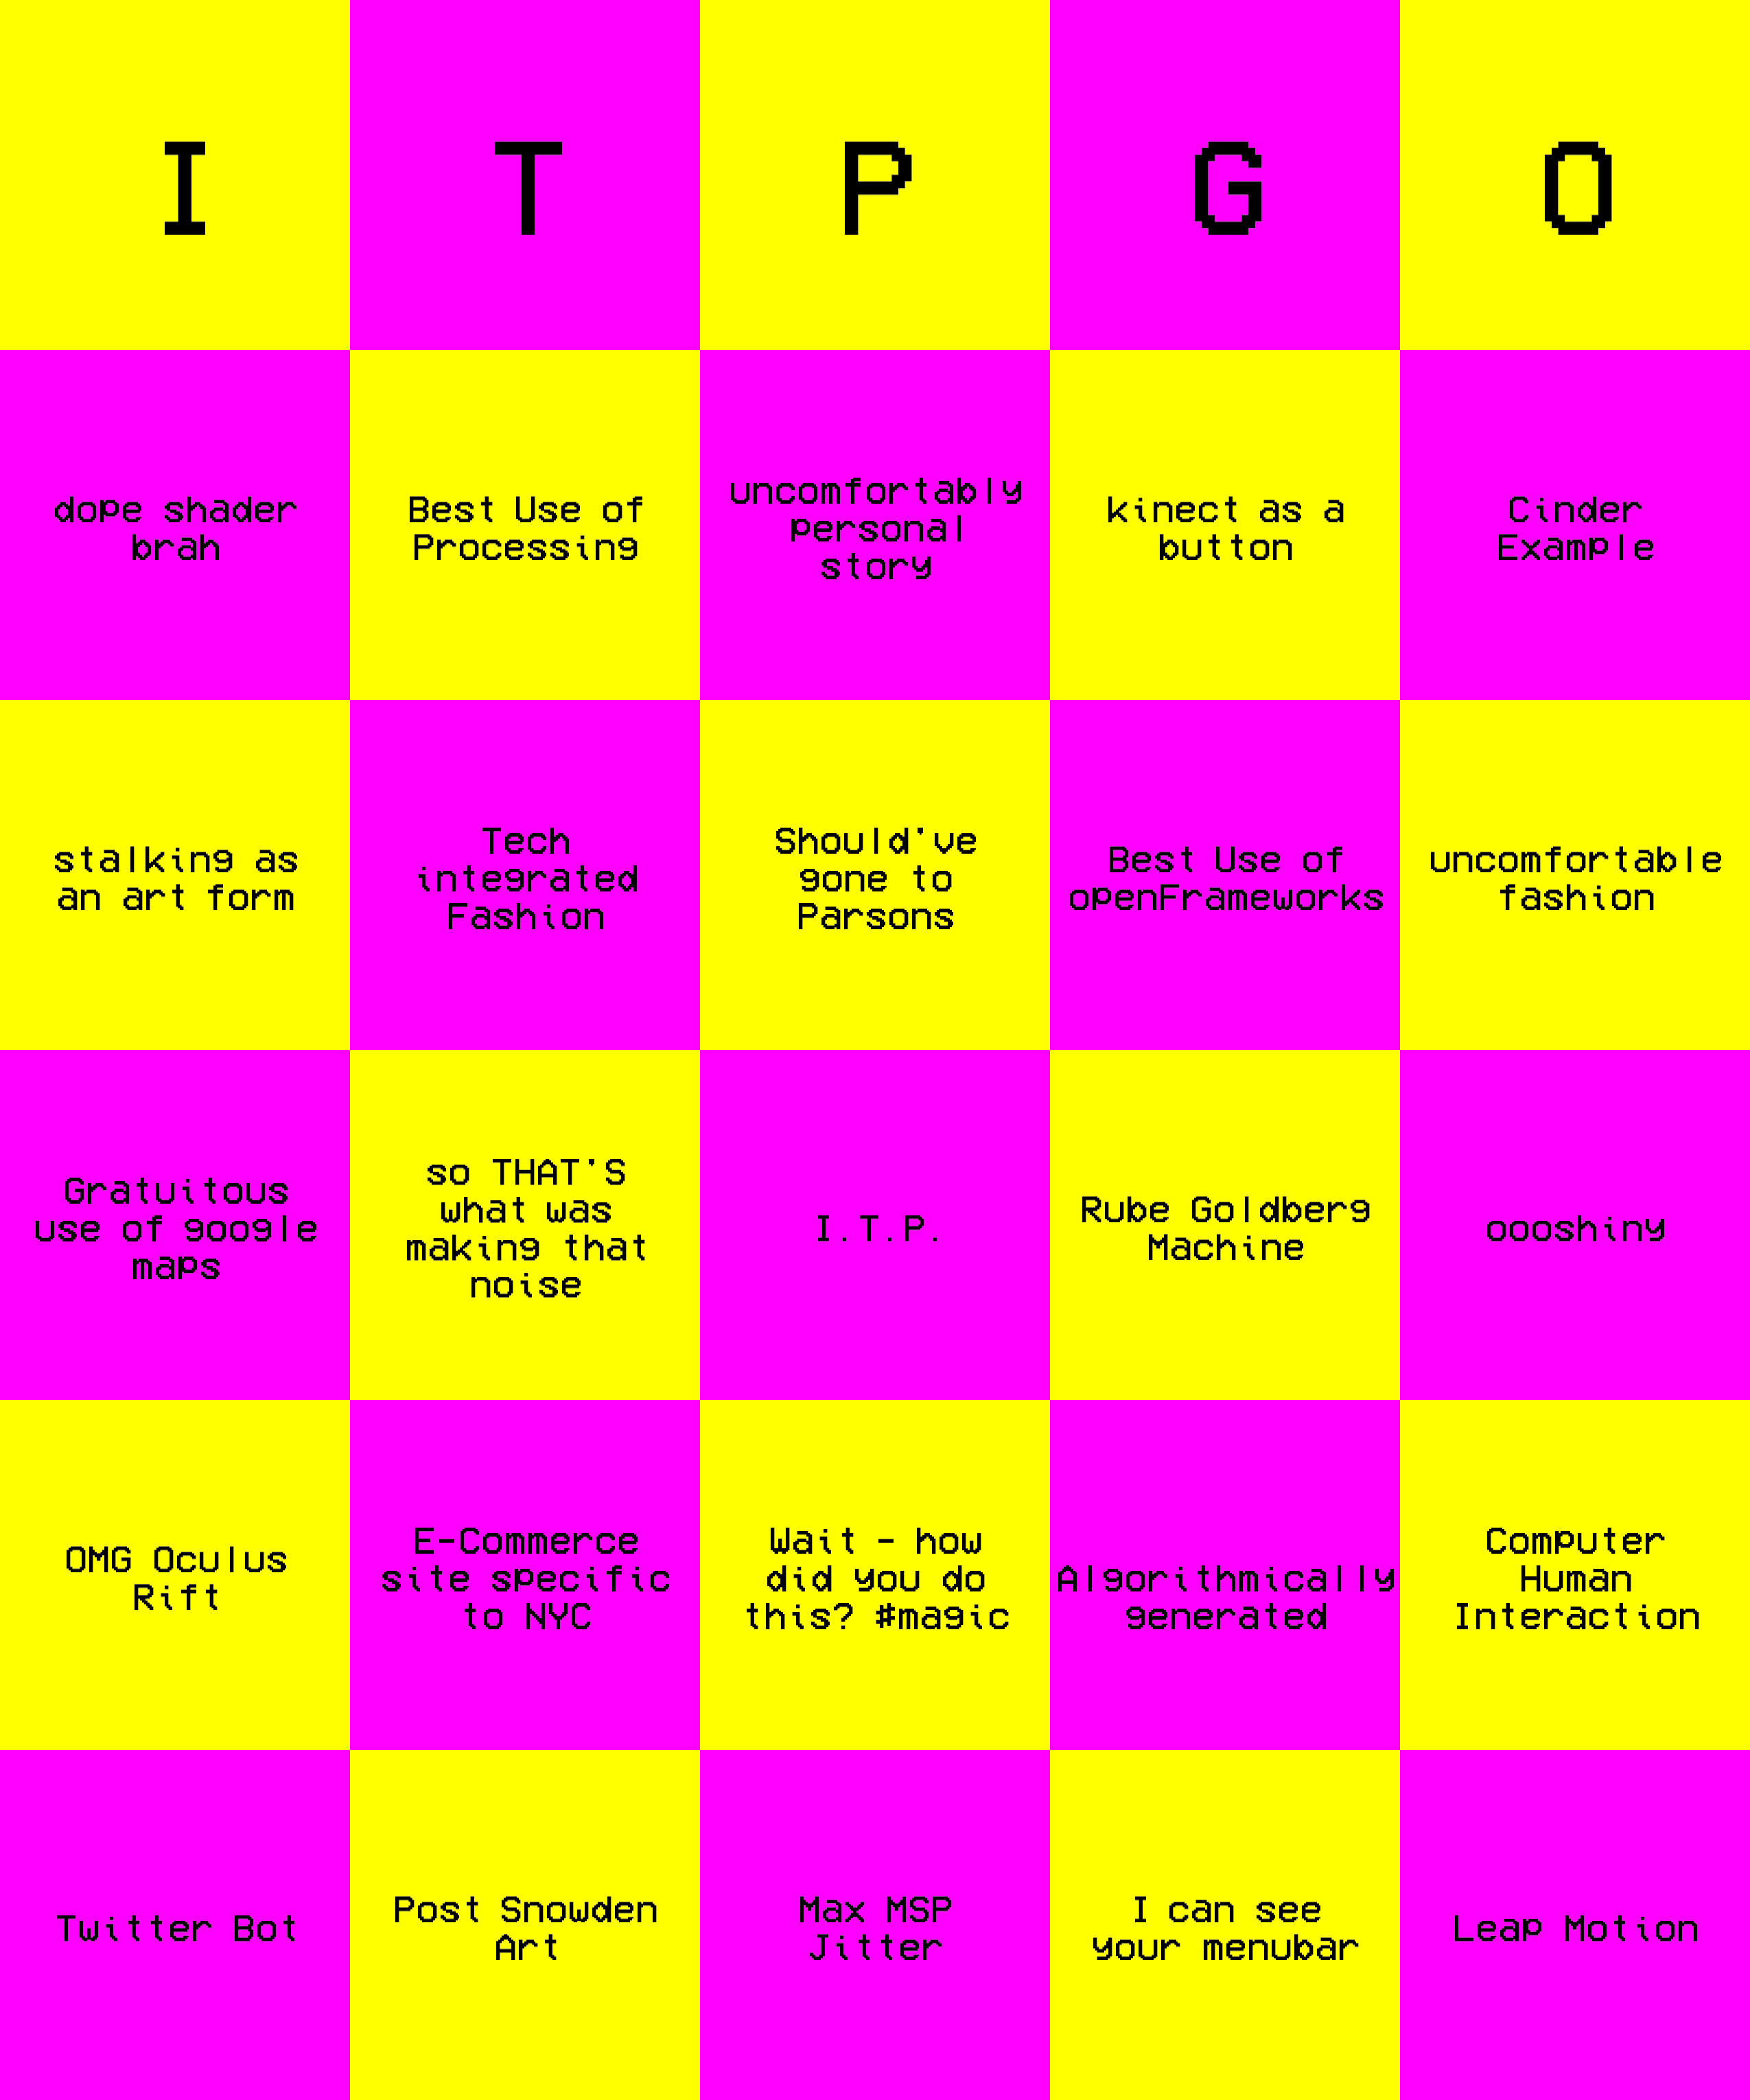 I T P G O
dope shader
brah
Best Use of
Processing
uncomfortably
personal
story
kinect as a
button
Cinder
Example
stalking as
an art form
Tech
integrated
Fashion
Should've
gone to
Parsons
Best Use of
openFrameworks
uncomfortable
fashion
Gratuitous
use of google
maps
so THAT'S
what was
making that
noise
I.T.P.
Rube Goldberg
Machine
oooshiny
OMG Oculus
Rift
E-Commerce
site specific
to NYC
Wait - how
did you do
this? #magic
Algorithmically
generated
Computer
Human
Interaction
Twitter Bot
Post Snowden
Art
Max MSP
Jitter
I can see
your menubar
Leap Motion